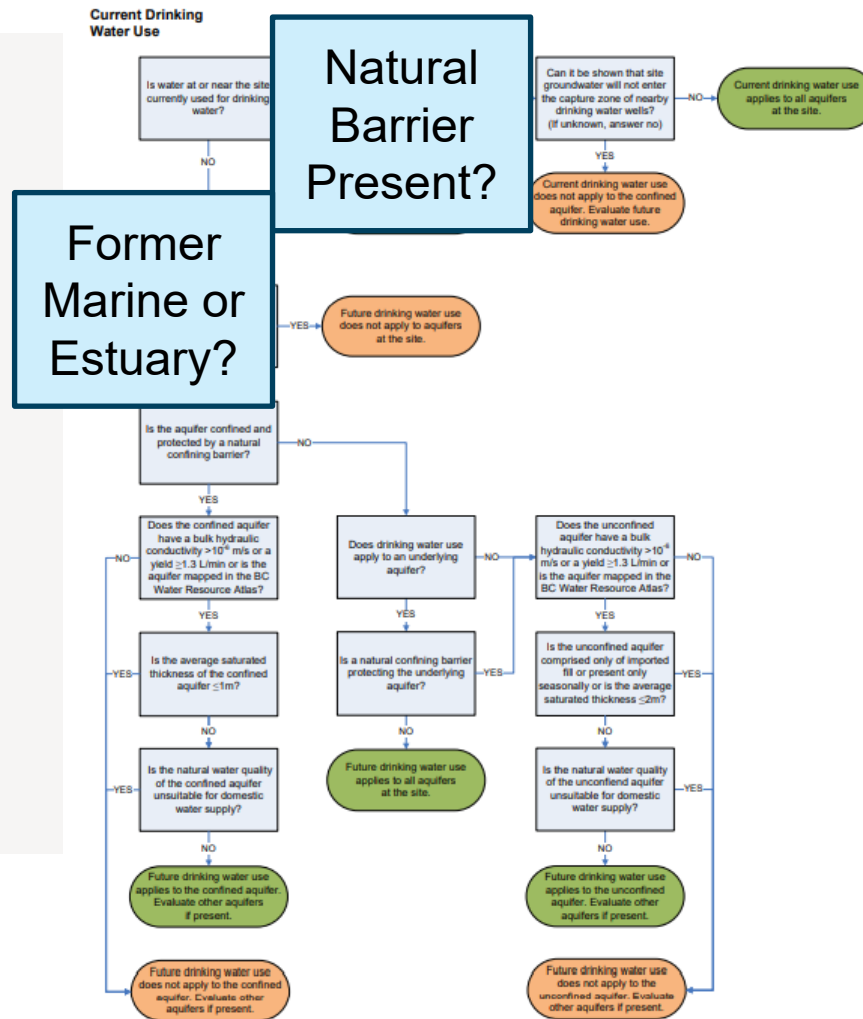 Current Drinking
Water Use
Is water at or near the site
currently used for drinking
water?
Natural
Barrier
Present?
Can it be shown that site
groundwater will not enter
the capture zone of nearby
drinking water wells?
(If unknown, answer no)
NO
Current drinking water use
applies to all aquifers
at the site.
NO
YES
Current drinking water use
does not apply to the confined
aquifer. Evaluate future
drinking water use.
Former
Marine or
Estuary?
YES
Future drinking water use
does not apply to aquifers
at the site.
Is the aquifer confined and
protected by a natural
confining barrier?
NO
YES
Does the confined aquifer
have a bulk hydraulic
conductivity >10⁻⁶ m/s or a
yield ≥1.3 L/min or is the
aquifer mapped in the BC
Water Resource Atlas?
NO
Does drinking water use
apply to an underlying
aquifer?
NO
Does the unconfined
aquifer have a bulk
hydraulic conductivity >10⁻⁶
m/s or a yield ≥1.3 L/min or
is the aquifer mapped in the
BC Water Resource Atlas?
NO
YES
YES
YES
Is the average saturated
thickness of the confined
aquifer ≤1m?
YES
Is a natural confining barrier
protecting the underlying
aquifer?
YES
Is the unconfined aquifer
comprised only of imported
fill or present only
seasonally or is the average
saturated thickness ≤2m?
YES
NO
NO
NO
Is the natural water quality
of the confined aquifer
unsuitable for domestic
water supply?
YES
Future drinking water use
applies to all aquifers
at the site.
Is the natural water quality
of the unconfiend aquifer
unsuitable for domestic
water supply?
YES
NO
NO
Future drinking water use
applies to the confined aquifer.
Evaluate other aquifers
if present.
Future drinking water use
applies to the unconfined
aquifer. Evaluate other
aquifers if present.
Future drinking water use
does not apply to the confined
aquifer. Evaluate other
aquifers if present.
Future drinking water use
does not apply to the
unconfined aquifer. Evaluate
other aquifers if present.